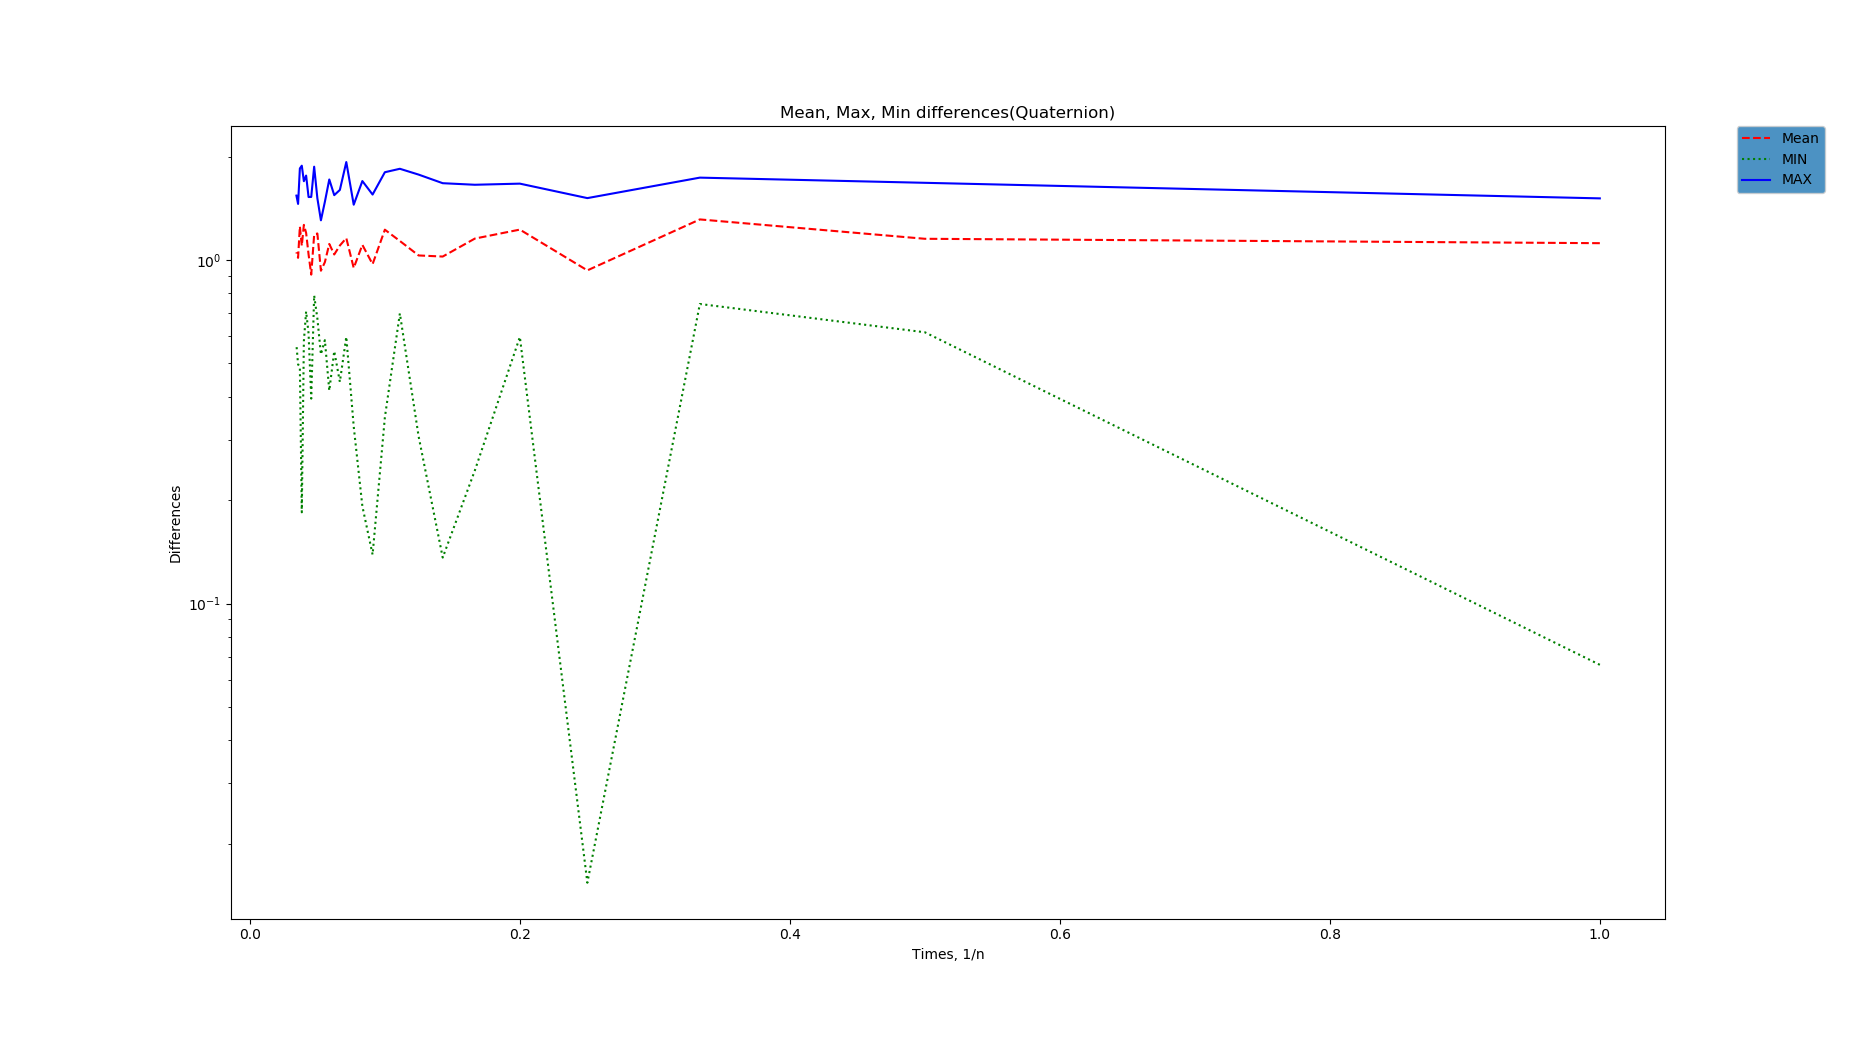 Mean, Max, Min differences(Quaternion)
Mean
MIN
MAX
10⁰
10⁻¹
Differences
0.0 0.2 0.4 0.6 0.8 1.0
Times, 1/n